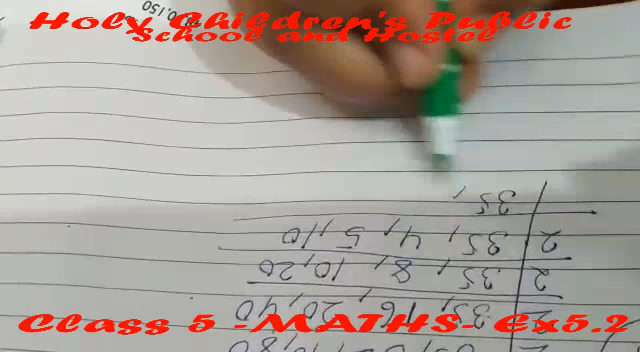 Holy Children's Public
School and Hostel
35, 16, 20, 40
2 35, 8, 10, 20
2 35, 4, 5, 10
35,
Class 5 -MATHS- Ex5.2